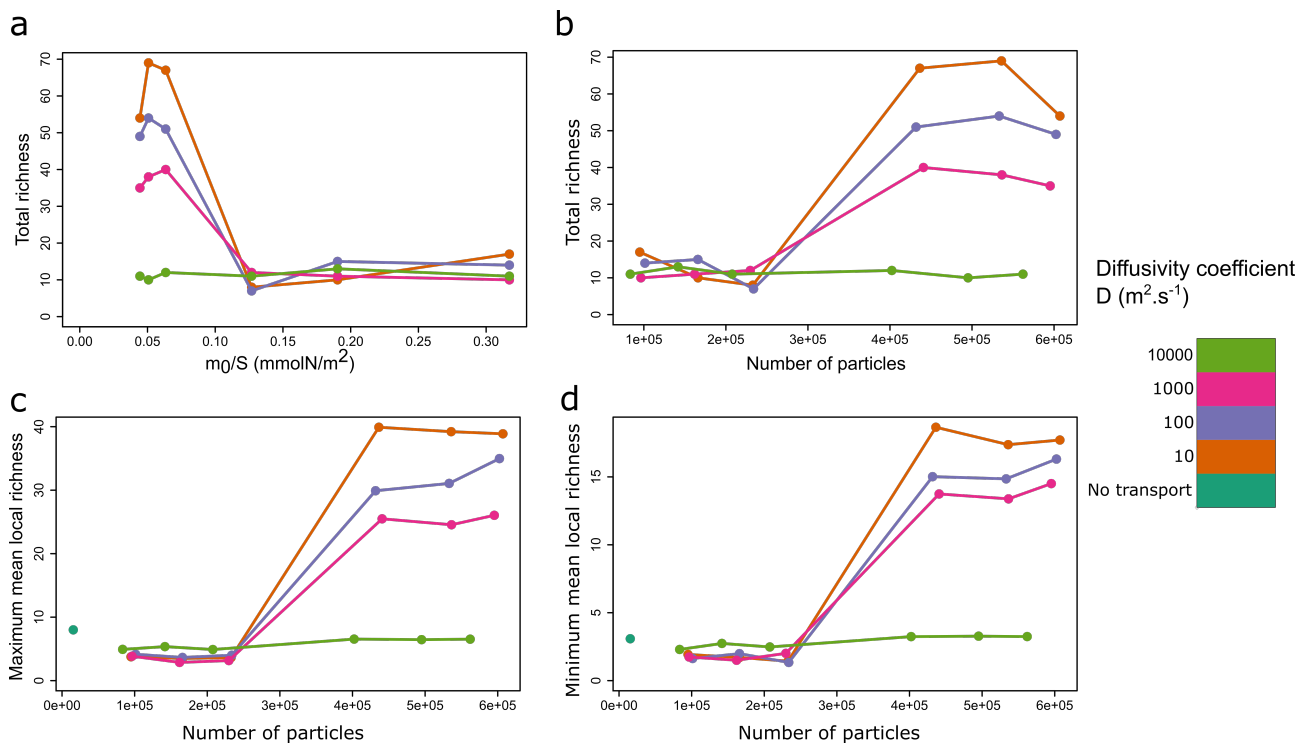 a
Total richness
0
10
20
30
40
50
60
70
0.00
0.05
0.10
0.15
0.20
0.25
0.30
m0/S (mmolN/m2)
b
Total richness
0
10
20
30
40
50
60
70
1e+05
2e+05
3e+05
4e+05
5e+05
6e+05
Number of particles
Diffusivity coefficient
D (m2.s-1)
10000
1000
100
10
No transport
c
Maximum mean local richness
0
10
20
30
40
0e+00
1e+05
2e+05
3e+05
4e+05
5e+05
6e+05
Number of particles
d
Minimum mean local richness
0
5
10
15
0e+00
1e+05
2e+05
3e+05
4e+05
5e+05
6e+05
Number of particles